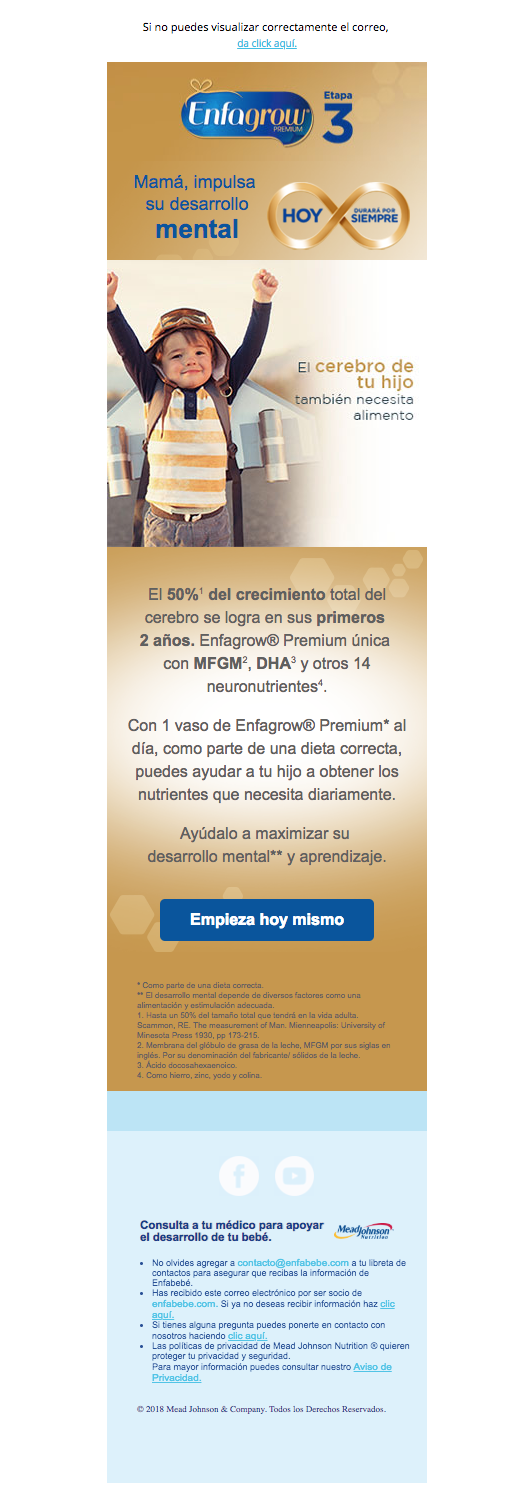 Si no puedes visualizar correctamente el correo,
da click aquí.
Enfagrow
PREMIUM
Etapa
3
Mamá, impulsa
su desarrollo
mental
HOY
DURARÁ POR
SIEMPRE
El cerebro de
tu hijo
también necesita
alimento
El 50%¹ del crecimiento total del
cerebro se logra en sus primeros
2 años. Enfagrow® Premium única
con MFGM², DHA³ y otros 14
neuronutrientes⁴.
Con 1 vaso de Enfagrow® Premium* al
día, como parte de una dieta correcta,
puedes ayudar a tu hijo a obtener los
nutrientes que necesita diariamente.
Ayúdalo a maximizar su
desarrollo mental** y aprendizaje.
Empieza hoy mismo
* Como parte de una dieta correcta.
** El desarrollo mental depende de diversos factores como una
alimentación y estimulación adecuada.
1. Hasta un 50% del tamaño total que tendrá en la vida adulta.
Scammon, RE. The measurement of Man. Mienneapolis: University of
Minesota Press 1930, pp 173-215.
2. Membrana del glóbulo de grasa de la leche, MFGM por sus siglas en
inglés. Por su denominación del fabricante/ sólidos de la leche.
3. Ácido docosahexaenoico.
4. Como hierro, zinc, yodo y colina.
Consulta a tu médico para apoyar
el desarrollo de tu bebé.
MeadJohnson
Nutrition
• No olvides agregar a contacto@enfabebe.com a tu libreta de
contactos para asegurar que recibas la información de
Enfabebé.
• Has recibido este correo electrónico por ser socio de
enfabebe.com. Si ya no deseas recibir información haz clic
aquí.
• Si tienes alguna pregunta puedes ponerte en contacto con
nosotros haciendo clic aquí.
• Las políticas de privacidad de Mead Johnson Nutrition ® quieren
proteger tu privacidad y seguridad.
Para mayor información puedes consultar nuestro Aviso de
Privacidad.
© 2018 Mead Johnson & Company. Todos los Derechos Reservados.